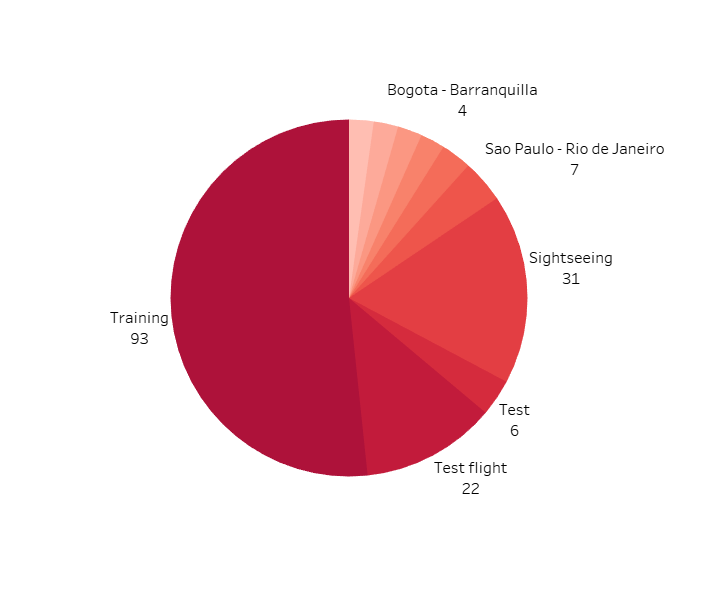 Bogota - Barranquilla
4
Sao Paulo - Rio de Janeiro
7
Sightseeing
31
Training
93
Test
6
Test flight
22